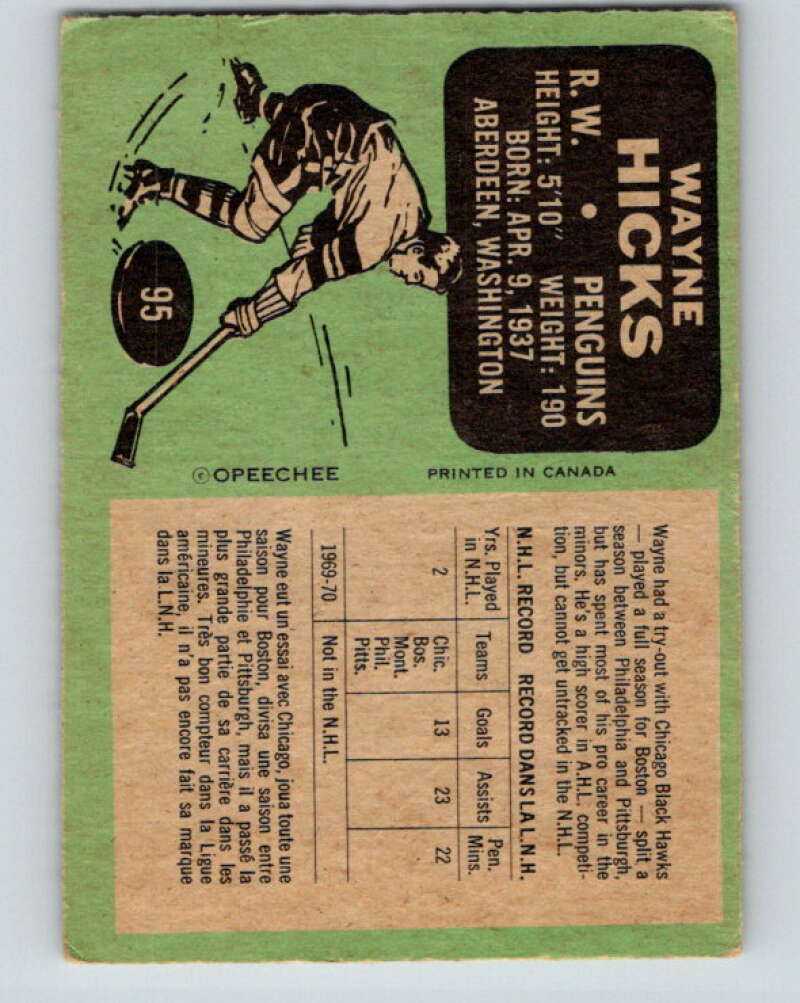 WAYNE
HICKS
R. W. • PENGUINS
HEIGHT: 5'10" WEIGHT: 190
BORN: APR. 9, 1937
ABERDEEN, WASHINGTON
95
© OPEECHEE
PRINTED IN CANADA
Wayne had a try-out with Chicago Black Hawks
— played a full season for Boston — split a
season between Philadelphia and Pittsburgh,
but has spent most of his pro career in the
minors. He's a high scorer in A.H.L. competi-
tion, but cannot get untracked in the N.H.L.
N.H.L. RECORD RECORD DANS LA L.N.H.
Yrs. Played in N.H.L. Teams Goals Assists Pen. Mins.
2 Chic. 13 23 22
Bos.
Mont.
Phil.
Pitts.
1969-70 Not in the N.H.L.
Wayne eut un essai avec Chicago, joua toute une
saison pour Boston, divisa une saison entre
Philadelphie et Pittsburgh, mais il a passé la
plus grande partie de sa carrière dans les
mineures. Très bon compteur dans la Ligue
américaine, il n'a pas encore fait sa marque
dans la L.N.H.